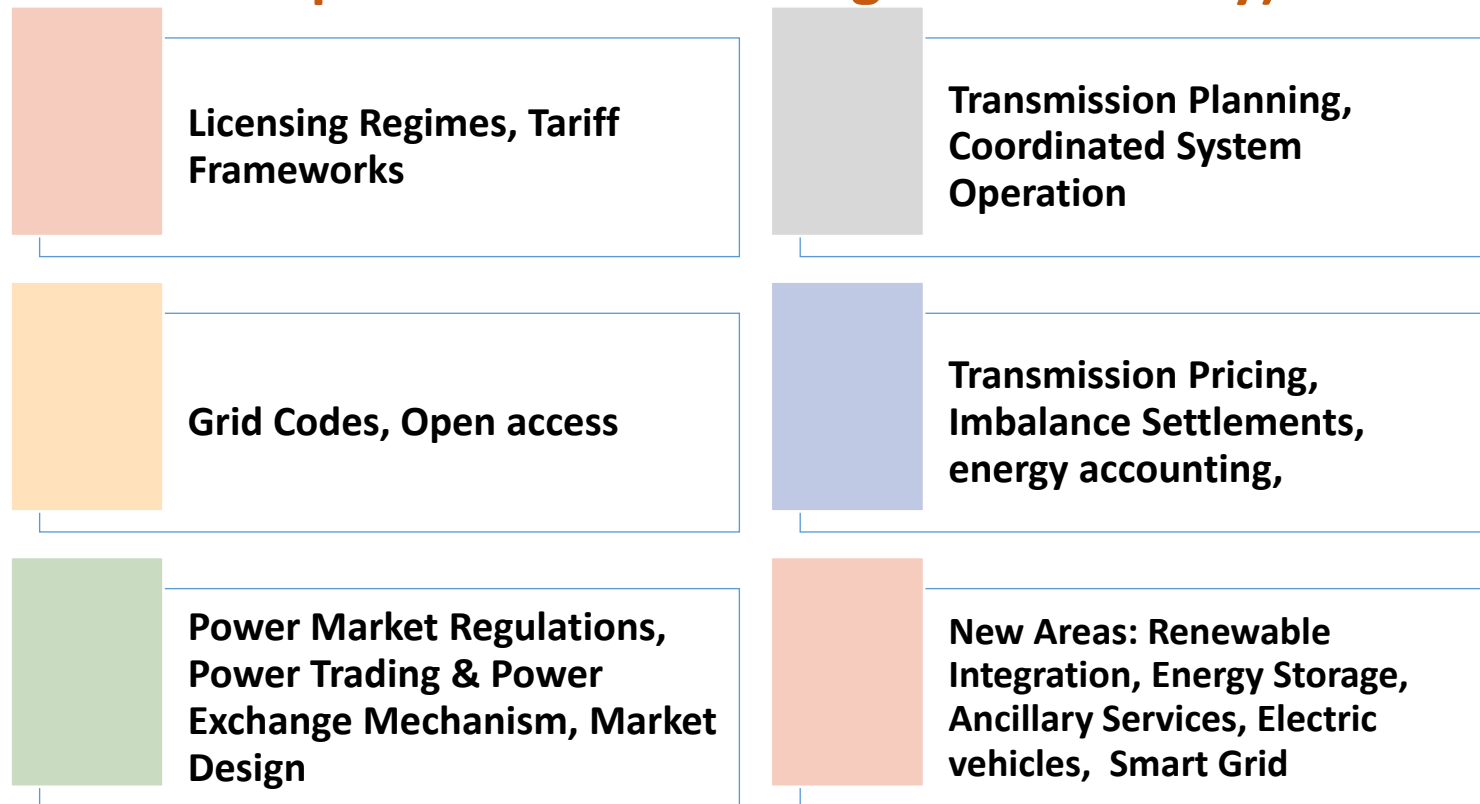 Licensing Regimes, Tariff
Frameworks
Transmission Planning,
Coordinated System
Operation
Grid Codes, Open access
Transmission Pricing,
Imbalance Settlements,
energy accounting,
Power Market Regulations,
Power Trading & Power
Exchange Mechanism, Market
Design
New Areas: Renewable
Integration, Energy Storage,
Ancillary Services, Electric
vehicles, Smart Grid